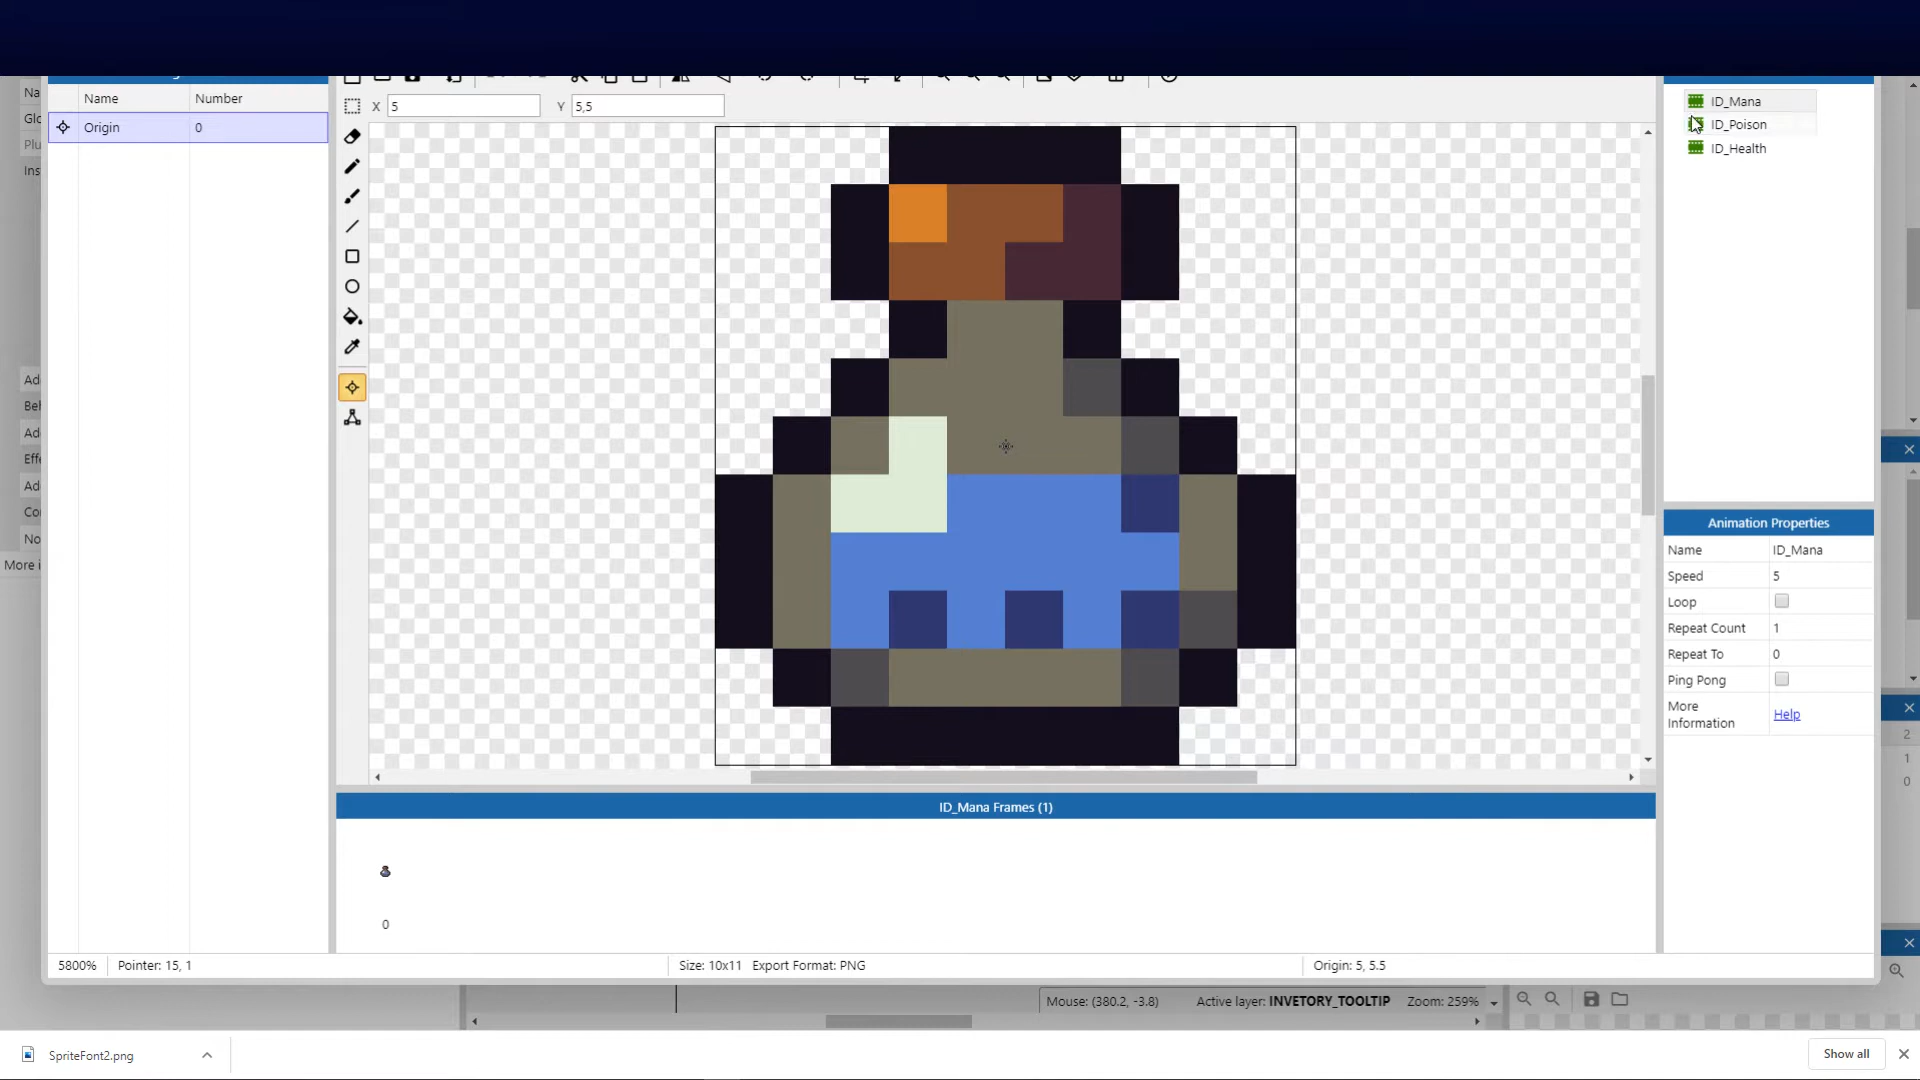 Name Number
Origin 0
X 5 Y 5,5
ID_Mana
ID_Poison
ID_Health
Animation Properties
Name ID_Mana
Speed 5
Loop
Repeat Count 1
Repeat To 0
Ping Pong
More
Information Help
ID_Mana Frames (1)
0
5800% Pointer: 15, 1 Size: 10x11 Export Format: PNG Origin: 5, 5.5
Na
Glo
Plu
Ins
Ad
Beh
Ad
Effe
Ad
Co
No
More i
2
1
0
Mouse: (380.2, -3.8) Active layer: INVETORY_TOOLTIP Zoom: 259%
SpriteFont2.png Show all